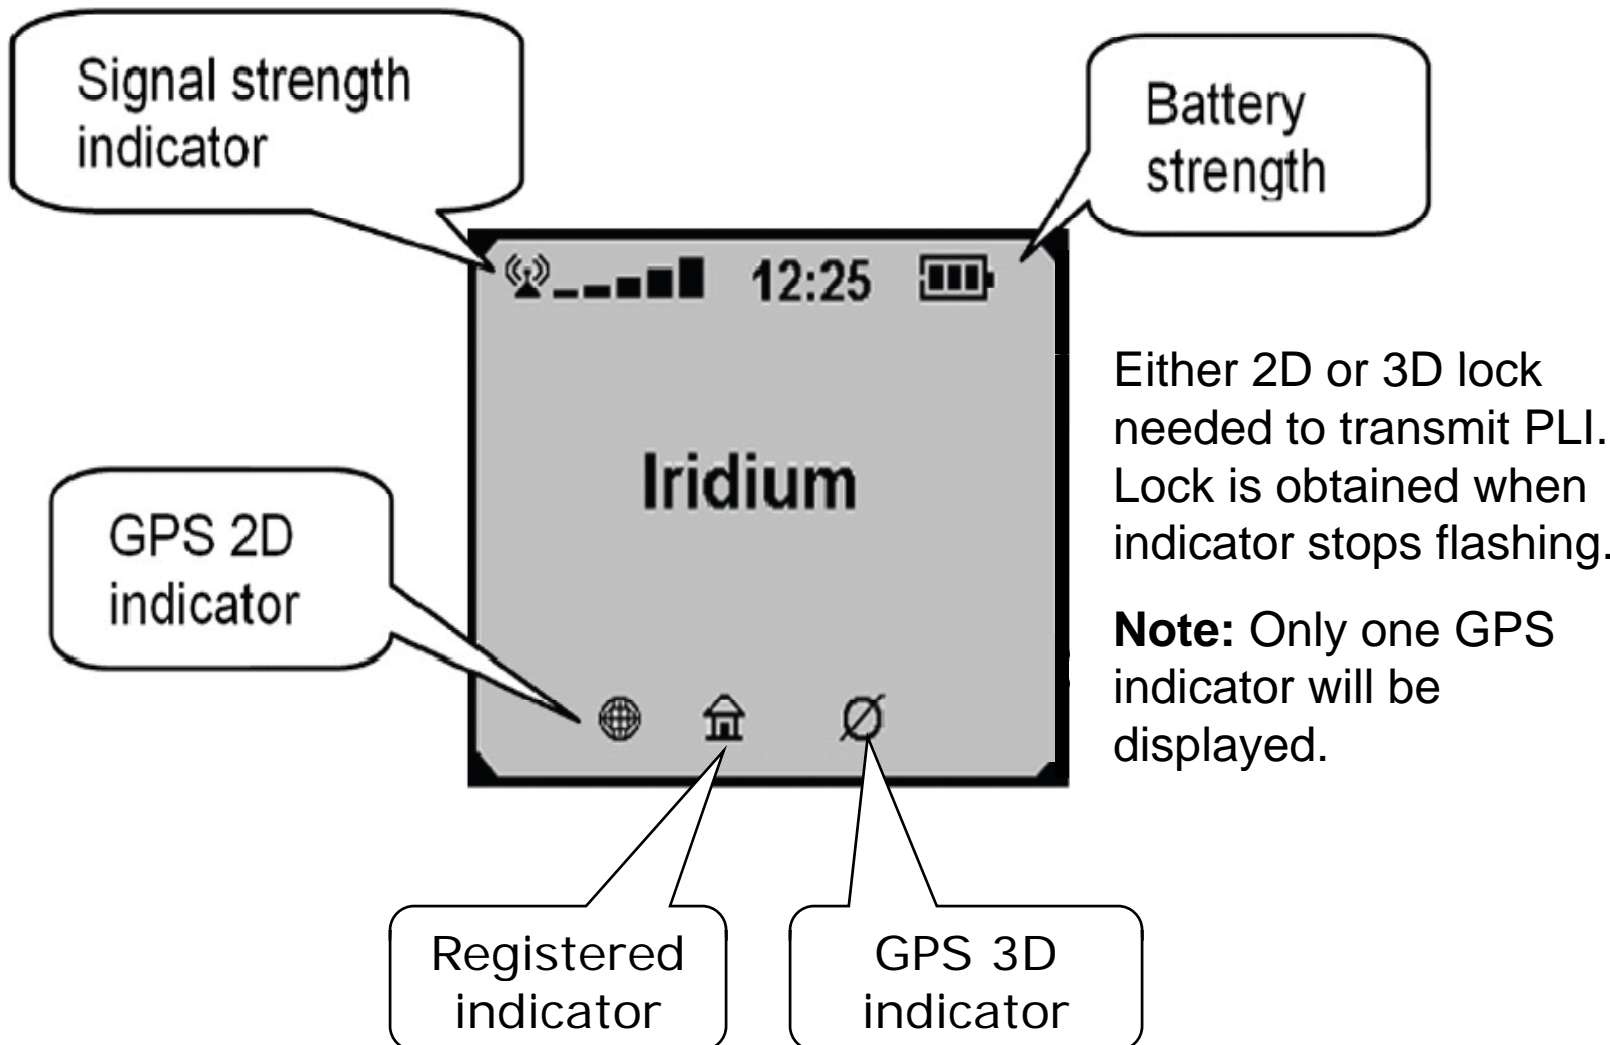 Signal strength
indicator
Battery
strength
12:25
Iridium
Either 2D or 3D lock
needed to transmit PLI.
Lock is obtained when
indicator stops flashing.
Note: Only one GPS
indicator will be
displayed.
GPS 2D
indicator
Registered
indicator
GPS 3D
indicator